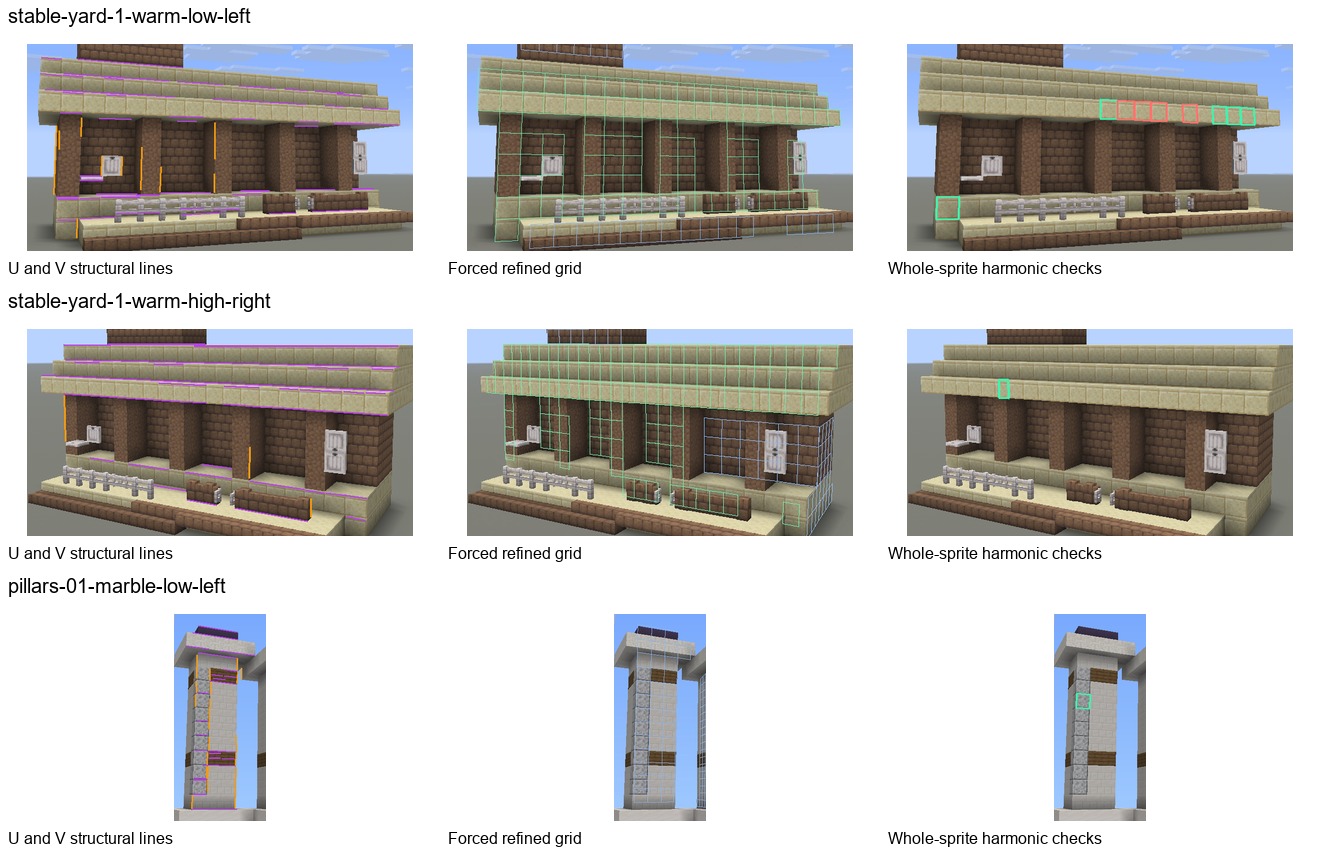 stable-yard-1-warm-low-left
U and V structural lines
Forced refined grid
Whole-sprite harmonic checks
stable-yard-1-warm-high-right
U and V structural lines
Forced refined grid
Whole-sprite harmonic checks
pillars-01-marble-low-left
U and V structural lines
Forced refined grid
Whole-sprite harmonic checks